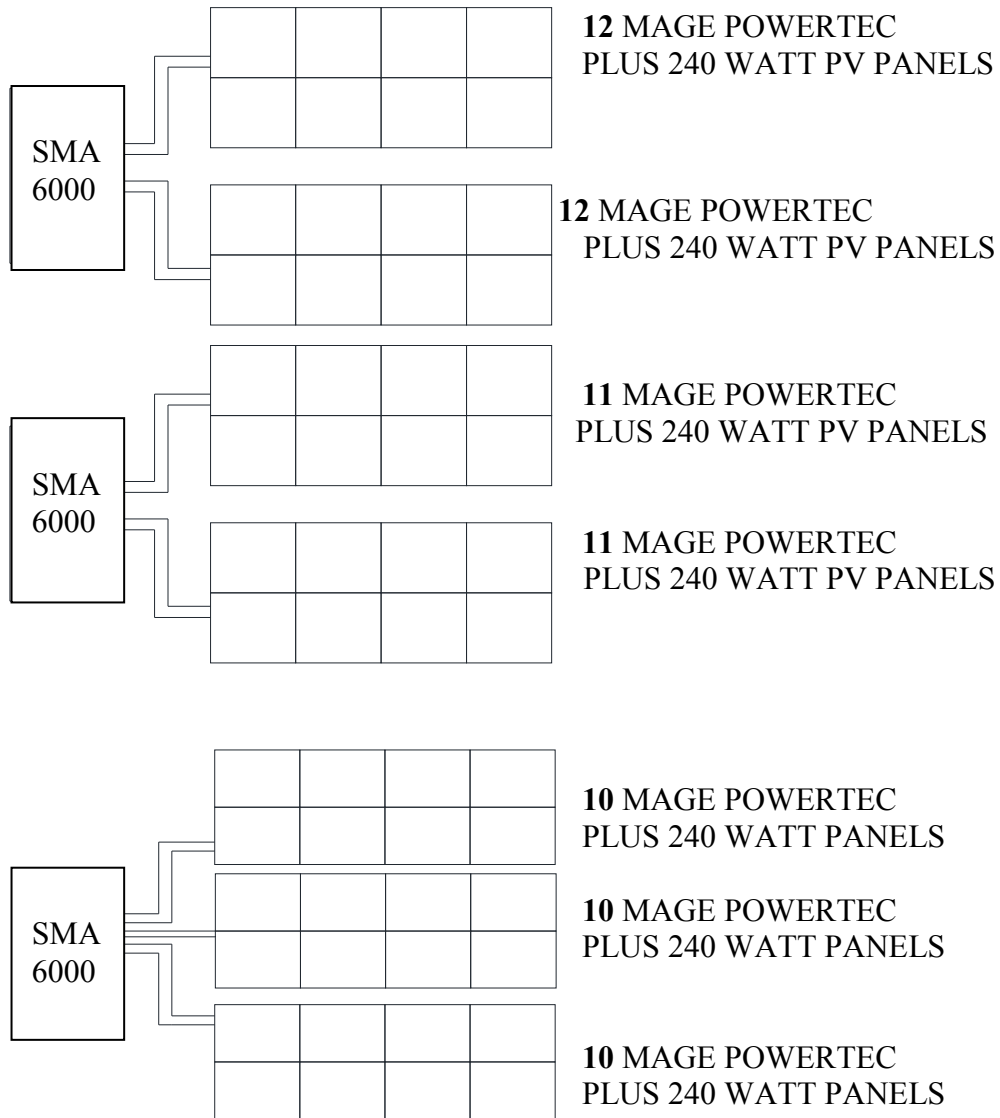 12 MAGE POWERTEC
PLUS 240 WATT PV PANELS
SMA
6000
12 MAGE POWERTEC
PLUS 240 WATT PV PANELS
11 MAGE POWERTEC
PLUS 240 WATT PV PANELS
SMA
6000
11 MAGE POWERTEC
PLUS 240 WATT PV PANELS
10 MAGE POWERTEC
PLUS 240 WATT PANELS
SMA
6000
10 MAGE POWERTEC
PLUS 240 WATT PANELS
10 MAGE POWERTEC
PLUS 240 WATT PANELS